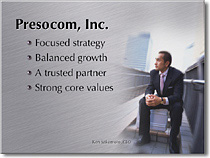 Presocom, Inc.
Focused strategy
Balanced growth
A trusted partner
Strong core values